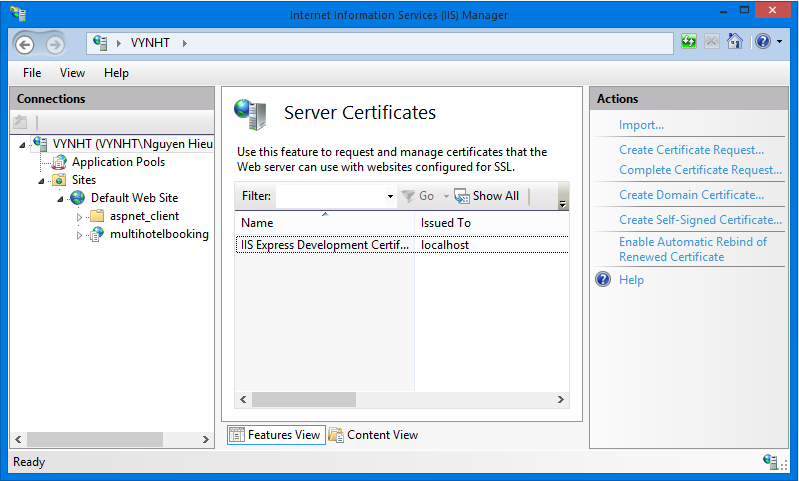 Internet Information Services (IIS) Manager
VYNHT
File View Help
Connections
VYNHT (VYNHT\Nguyen Hieu
Application Pools
Sites
Default Web Site
aspnet_client
multihotelbooking
Server Certificates
Use this feature to request and manage certificates that the
Web server can use with websites configured for SSL.
Filter: Go Show All
Name Issued To
IIS Express Development Certif... localhost
Features View Content View
Actions
Import...
Create Certificate Request...
Complete Certificate Request...
Create Domain Certificate...
Create Self-Signed Certificate...
Enable Automatic Rebind of
Renewed Certificate
Help
Ready